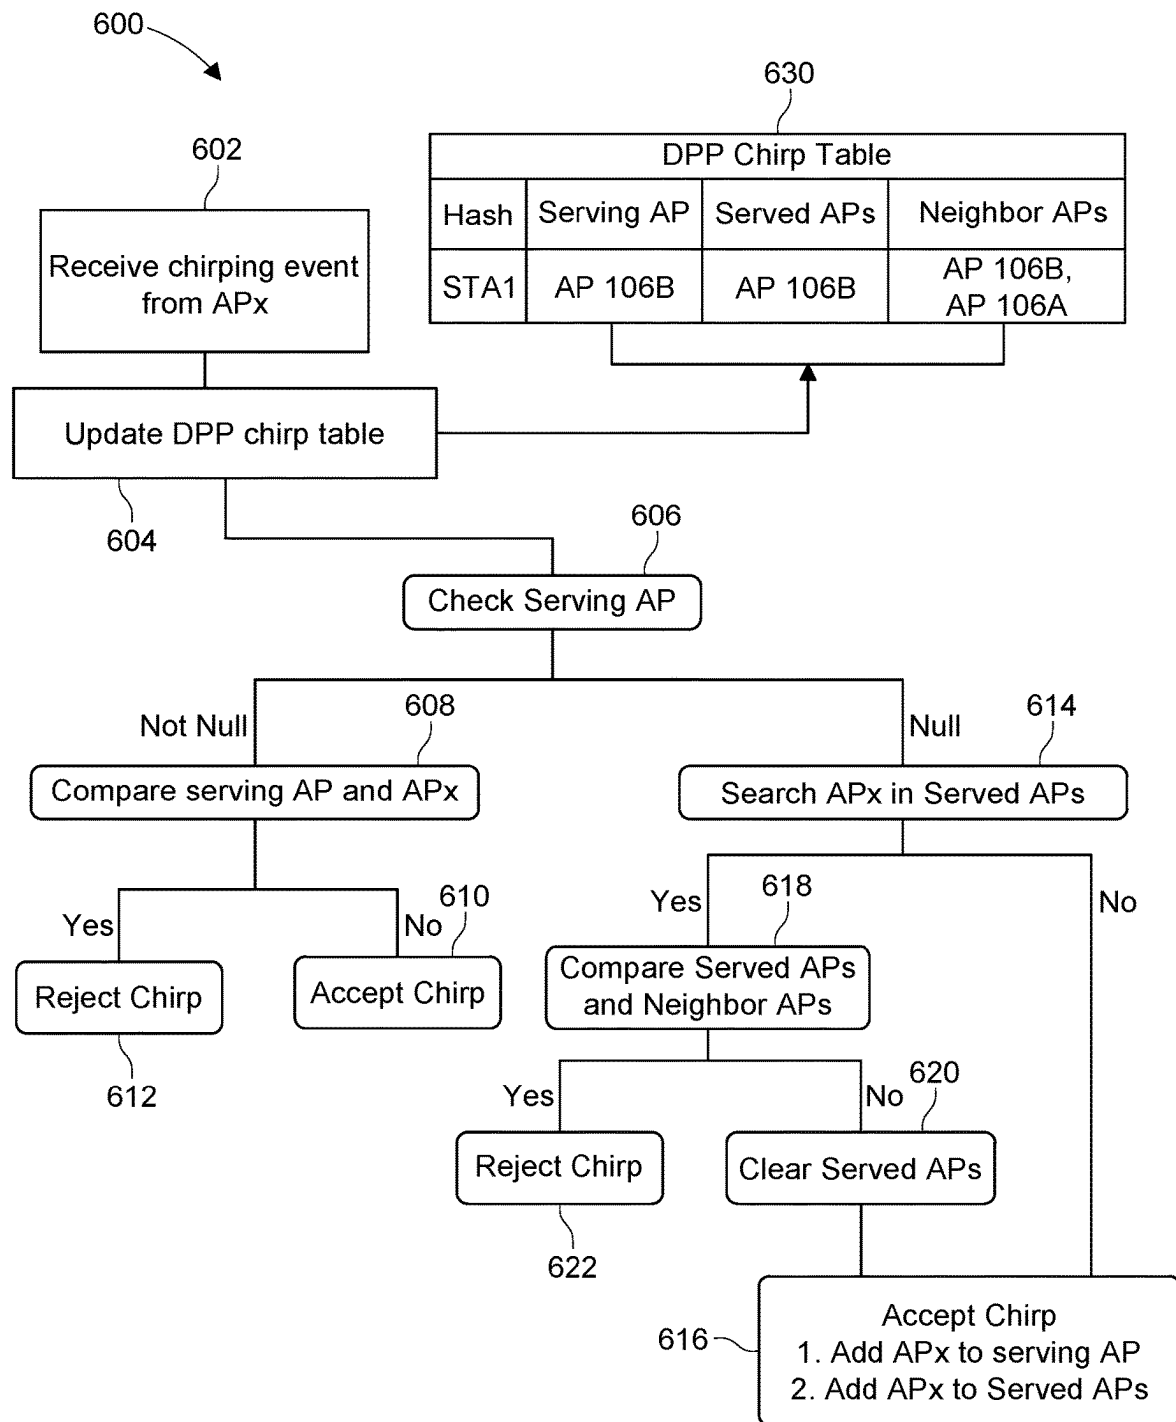 600
630
602
DPP Chirp Table
Hash
Serving AP
Served APs
Neighbor APs
STA1
AP 106B
AP 106B
AP 106B,
AP 106A
Receive chirping event
from APx
Update DPP chirp table
604
606
Check Serving AP
Not Null
608
Null
614
Compare serving AP and APx
Search APx in Served APs
Yes
No
610
Yes
618
No
Reject Chirp
Accept Chirp
Compare Served APs
and Neighbor APs
612
Yes
No
620
Reject Chirp
Clear Served APs
622
616
Accept Chirp
1. Add APx to serving AP
2. Add APx to Served APs